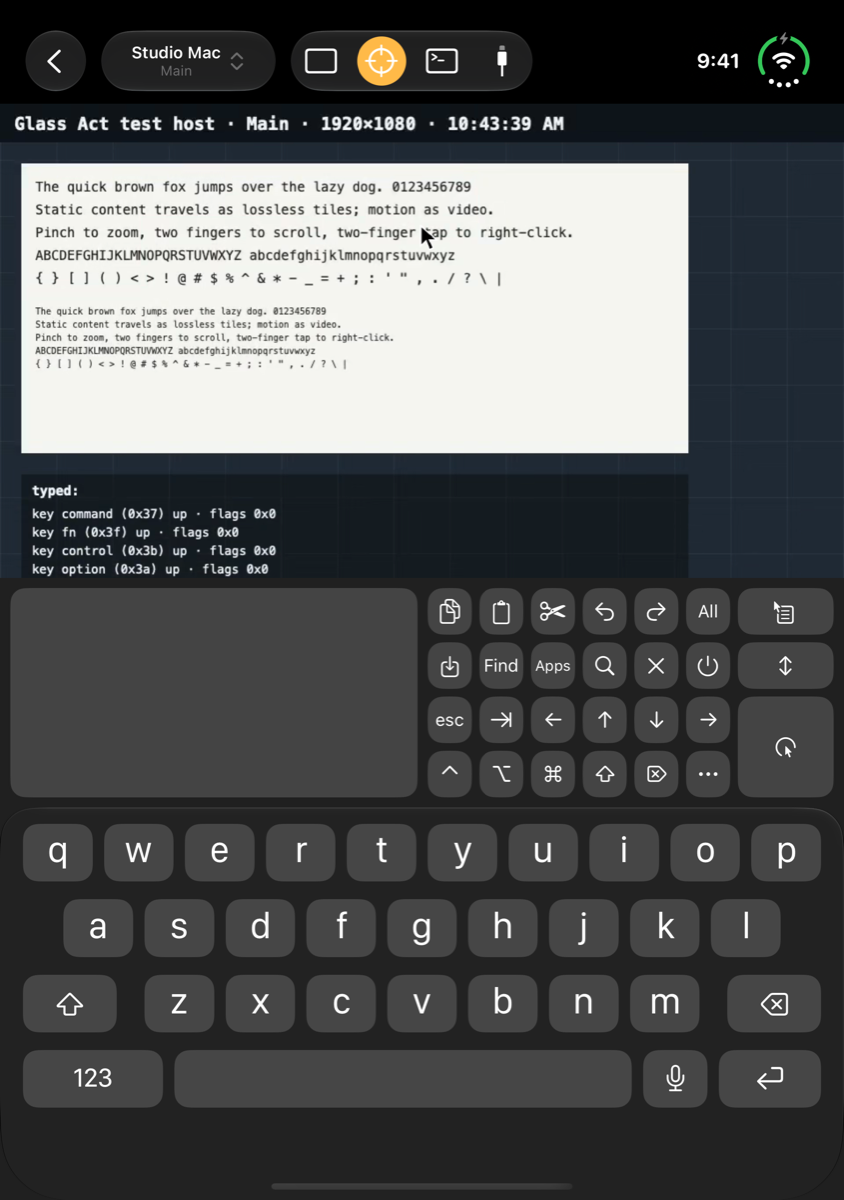 Studio Mac
Main
9:41
Glass Act test host · Main · 1920×1080 · 10:43:39 AM
The quick brown fox jumps over the lazy dog. 0123456789
Static content travels as lossless tiles; motion as video.
Pinch to zoom, two fingers to scroll, two-finger tap to right-click.
ABCDEFGHIJKLMNOPQRSTUVWXYZ abcdefghijklmnopqrstuvwxyz
{ } [ ] ( ) < > ! @ # $ % ^ & * - _ = + ; : ' " , . / ? \ |
The quick brown fox jumps over the lazy dog. 0123456789
Static content travels as lossless tiles; motion as video.
Pinch to zoom, two fingers to scroll, two-finger tap to right-click.
ABCDEFGHIJKLMNOPQRSTUVWXYZ abcdefghijklmnopqrstuvwxyz
{ } [ ] ( ) < > ! @ # $ % ^ & * - _ = + ; : ' " , . / ? \ |
typed:
key command (0x37) up · flags 0x0
key fn (0x3f) up · flags 0x0
key control (0x3b) up · flags 0x0
key option (0x3a) up · flags 0x0
All
Find Apps
esc
q w e r t y u i o p
a s d f g h j k l
z x c v b n m
123